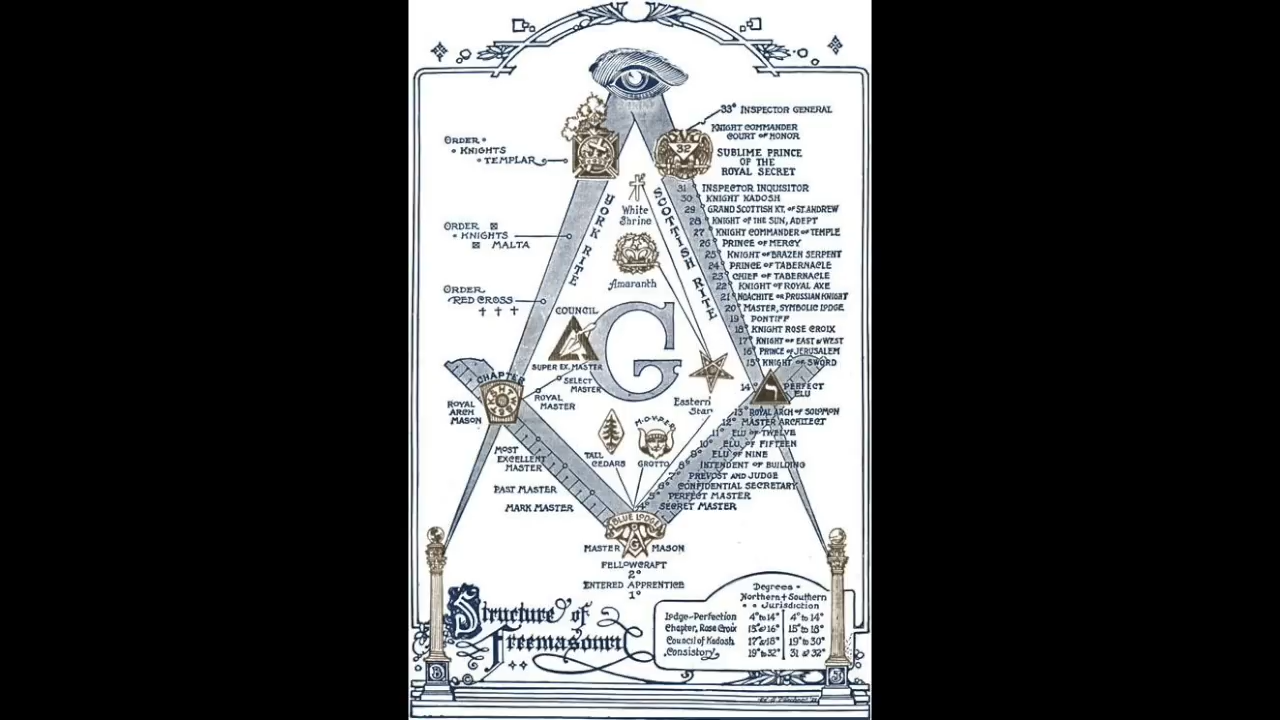 33° INSPECTOR GENERAL
KNIGHT COMMANDER
COURT OF HONOR
32
SUBLIME PRINCE
OF THE
ROYAL SECRET
ORDER
KNIGHTS
TEMPLAR
31 INSPECTOR INQUISITOR
30 KNIGHT KADOSH
29 GRAND SCOTTISH KT. OF ST. ANDREW
28 KNIGHT OF THE SUN, ADEPT
27 KNIGHT COMMANDER OF TEMPLE
26° PRINCE OF MERCY
25 KNIGHT OF BRAZEN SERPENT
24 PRINCE OF TABERNACLE
23 CHIEF OF TABERNACLE
22 KNIGHT OF ROYAL AXE
21 NOACHITE OR PRUSSIAN KNIGHT
20° MASTER, SYMBOLIC LODGE
19° PONTIFF
18° KNIGHT ROSE CROIX
17° KNIGHT OF EAST & WEST
16° PRINCE OF JERUSALEM
15° KNIGHT OF SWORD
14° PERFECT
ELU
13° ROYAL ARCH OF SOLOMON
12° MASTER ARCHITECT
11° ELU OF TWELVE
10° ELU OF FIFTEEN
9° ELU OF NINE
8° INTENDENT OF BUILDING
7° PREVOST AND JUDGE
6° CONFIDENTIAL SECRETARY
5° PERFECT MASTER
4° SECRET MASTER
YORK RITE
SCOTTISH RITE
White
Shrine
Amaranth
G
ORDER
KNIGHTS
MALTA
ORDER
RED CROSS
COUNCIL
SUPER EX. MASTER
SELECT
MASTER
ROYAL
MASTER
CHAPTER
ROYAL
ARCH
MASON
Eastern
Star
TALL
CEDARS
M.O.V.P.E.R.
GROTTO
MOST
EXCELLENT
MASTER
PAST MASTER
MARK MASTER
BLUE LODGE
G
MASTER MASON
FELLOWCRAFT
2°
ENTERED APPRENTICE
1°
Structure of
Freemasonry
Degrees
Northern + Southern
Jurisdiction
Lodge-Perfection 4° to 14° 4° to 14°
Chapter, Rose Croix 15° & 16° 15° to 18°
Council of Kadosh 17° & 18° 19° to 30°
Consistory 19° to 32° 31 & 32°
B
J